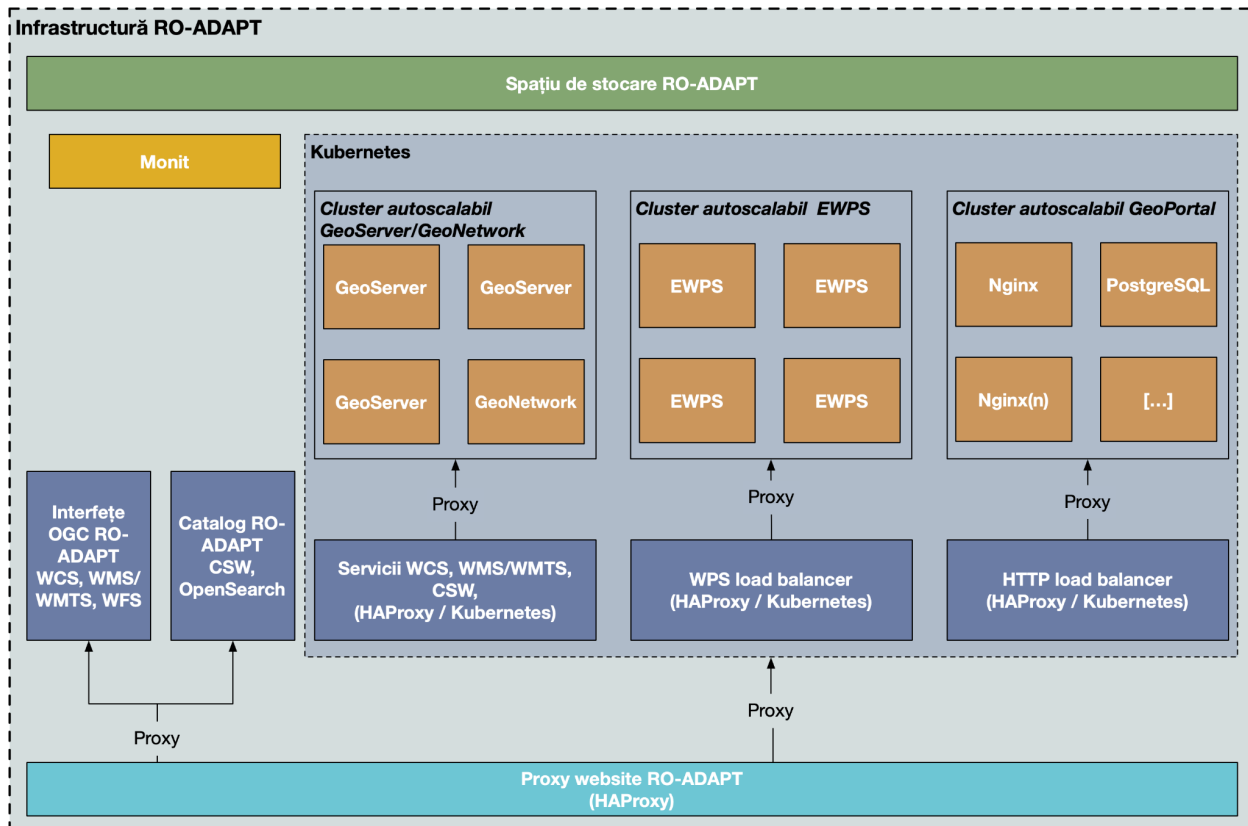 Infrastructură RO-ADAPT
Spațiu de stocare RO-ADAPT
Monit
Kubernetes
Cluster autoscalabil
GeoServer/GeoNetwork
GeoServer
GeoServer
GeoServer
GeoNetwork
Cluster autoscalabil EWPS
EWPS
EWPS
EWPS
EWPS
Cluster autoscalabil GeoPortal
Nginx
PostgreSQL
Nginx(n)
[...]
Proxy
Proxy
Proxy
Interfețe
OGC RO-
ADAPT
WCS, WMS/
WMTS, WFS
Catalog RO-
ADAPT
CSW,
OpenSearch
Servicii WCS, WMS/WMTS,
CSW,
(HAProxy / Kubernetes)
WPS load balancer
(HAProxy / Kubernetes)
HTTP load balancer
(HAProxy / Kubernetes)
Proxy
Proxy
Proxy website RO-ADAPT
(HAProxy)